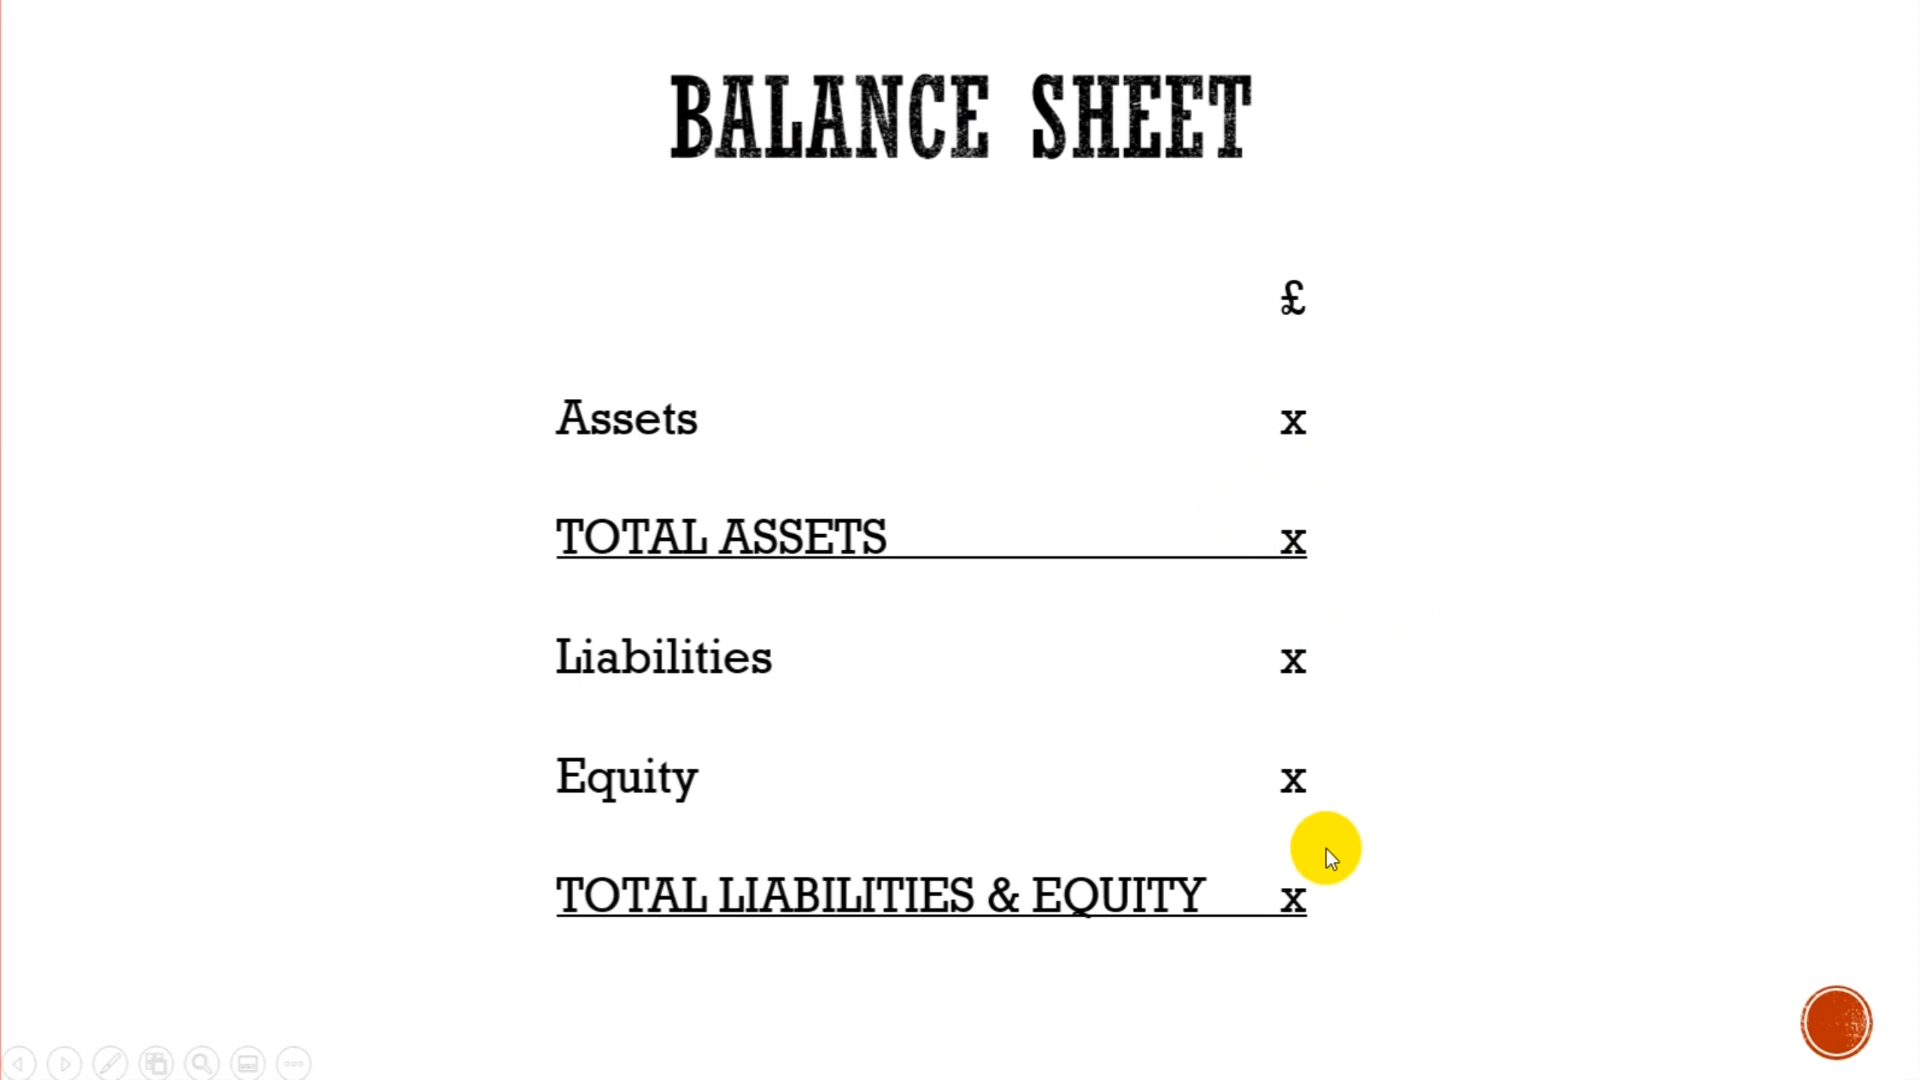 BALANCE SHEET
£
Assets x
TOTAL ASSETS x
Liabilities x
Equity x
TOTAL LIABILITIES & EQUITY x